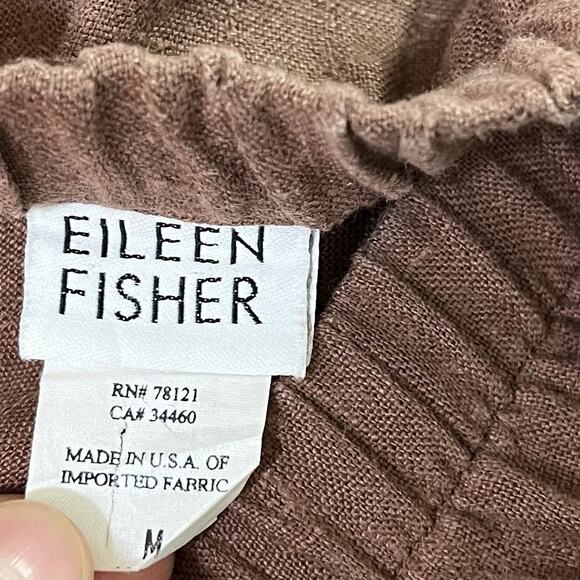 EILEEN
FISHER
RN# 78121
CA# 34460
MADE IN U.S.A. OF
IMPORTED FABRIC
M